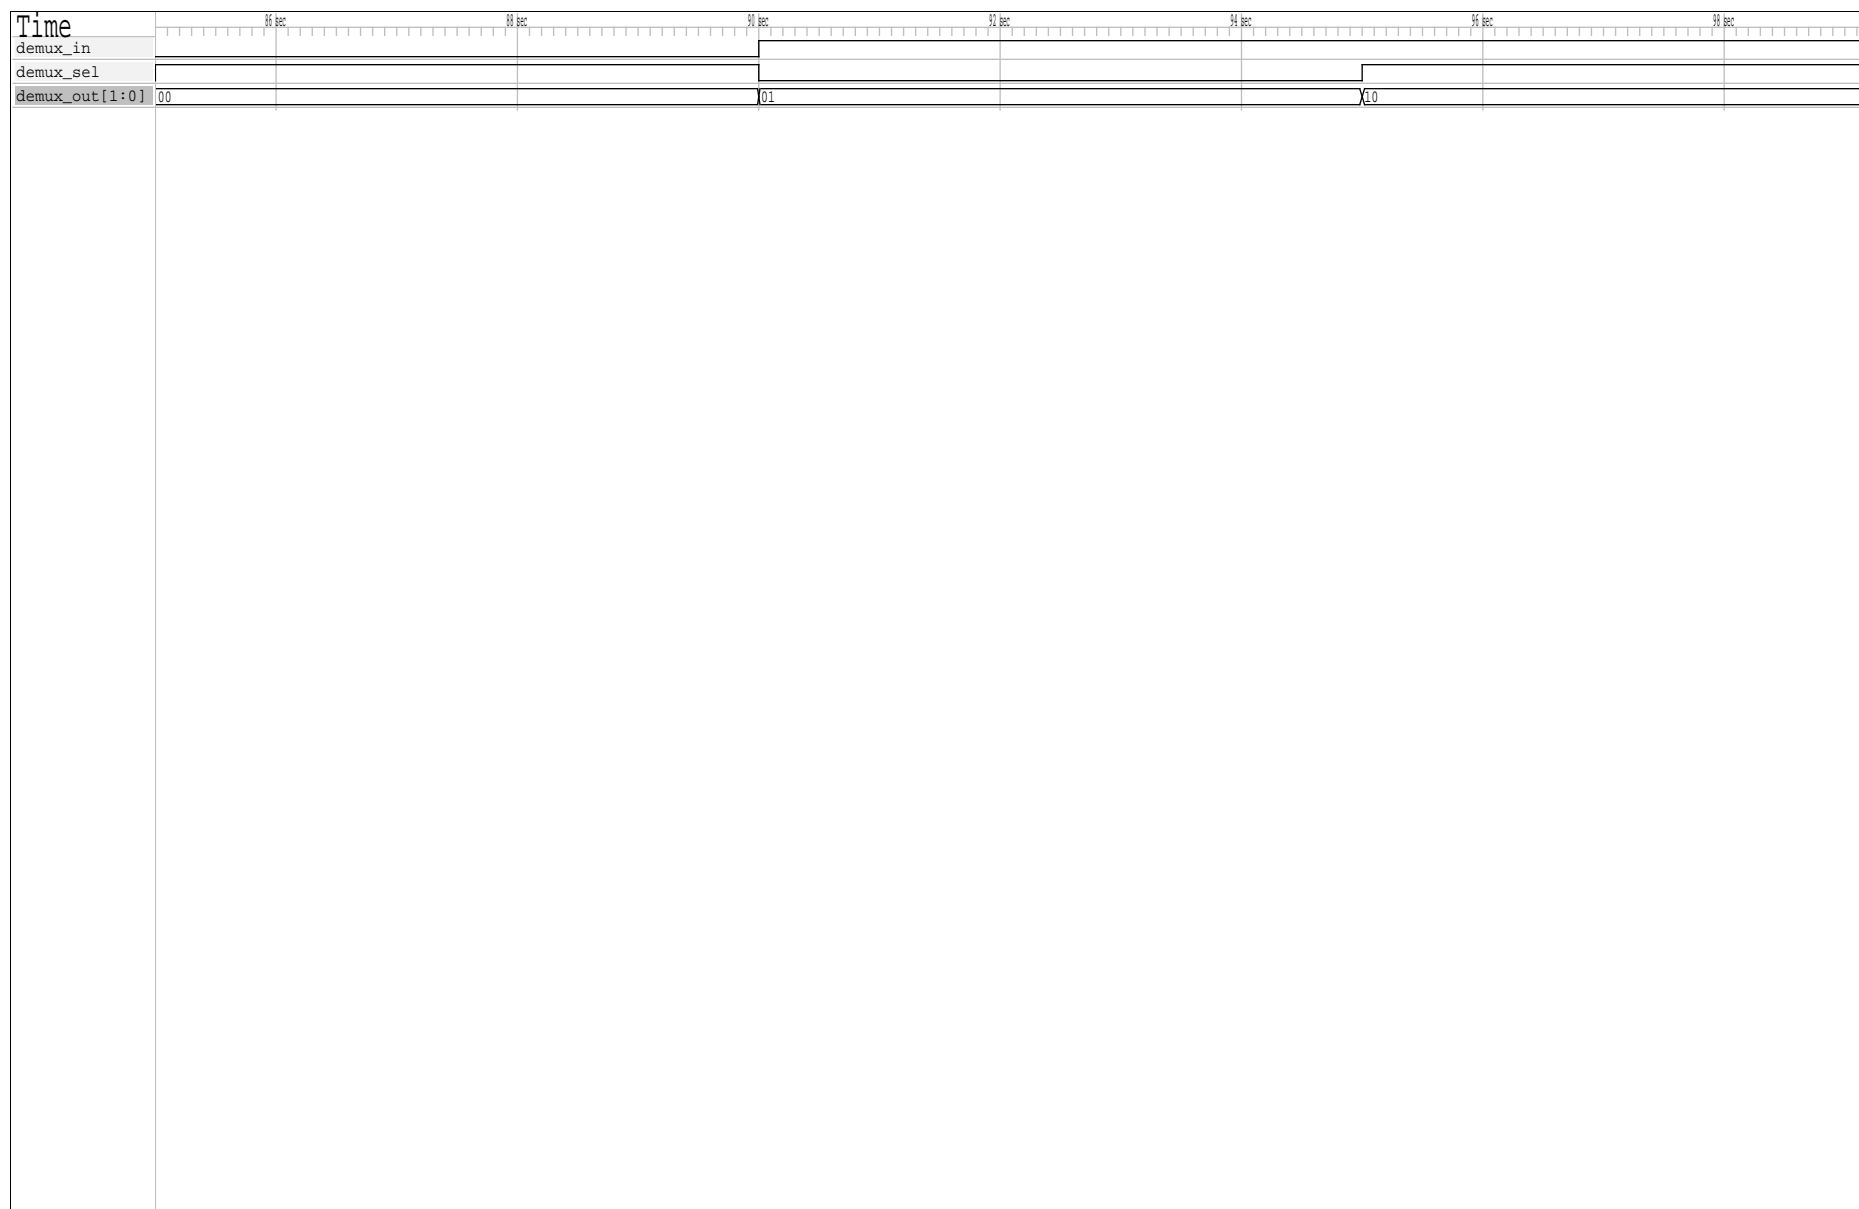 Time
86 sec 88 sec 90 sec 92 sec 94 sec 96 sec 98 sec
demux_in
demux_sel
demux_out[1:0] 00 01 10